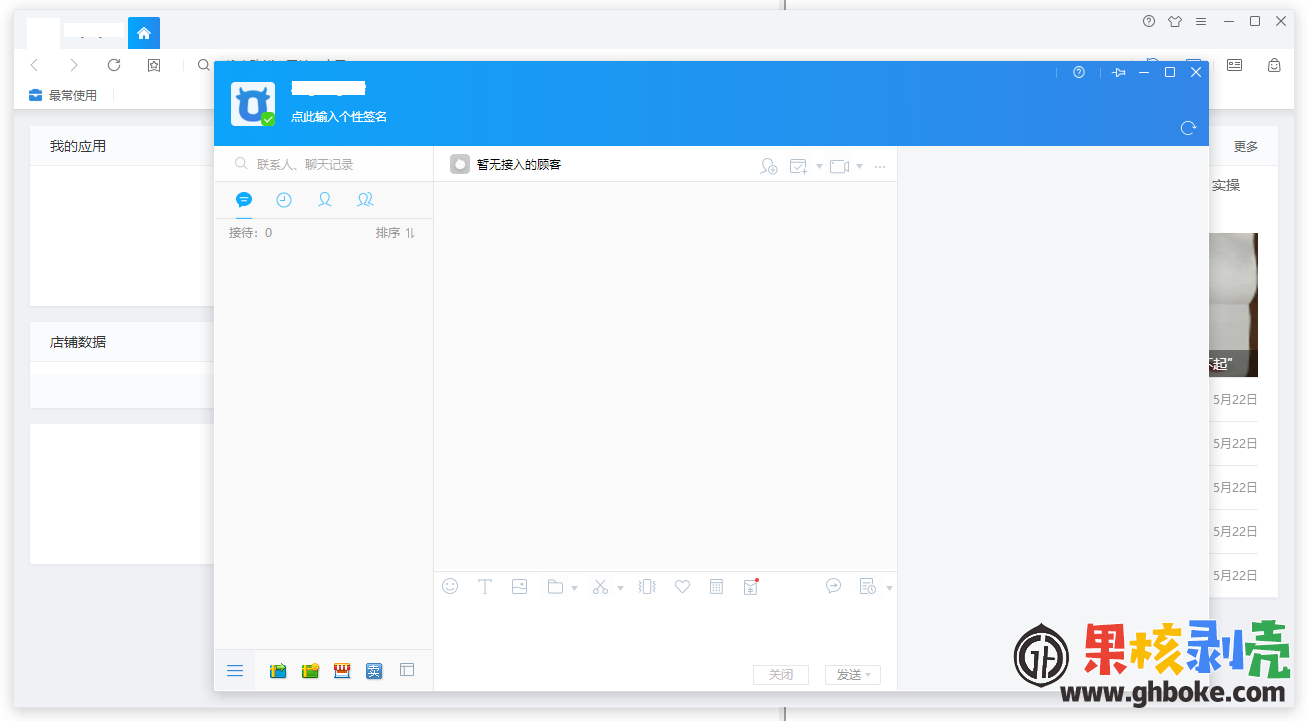 最常使用
我的应用
更多
实操
店铺数据
不起”
5月22日
5月22日
5月22日
5月22日
5月22日
点此输入个性签名
联系人、聊天记录
暂无接入的顾客
接待：0
排序
卖
关闭
发送
果核剥壳
www.ghboke.com